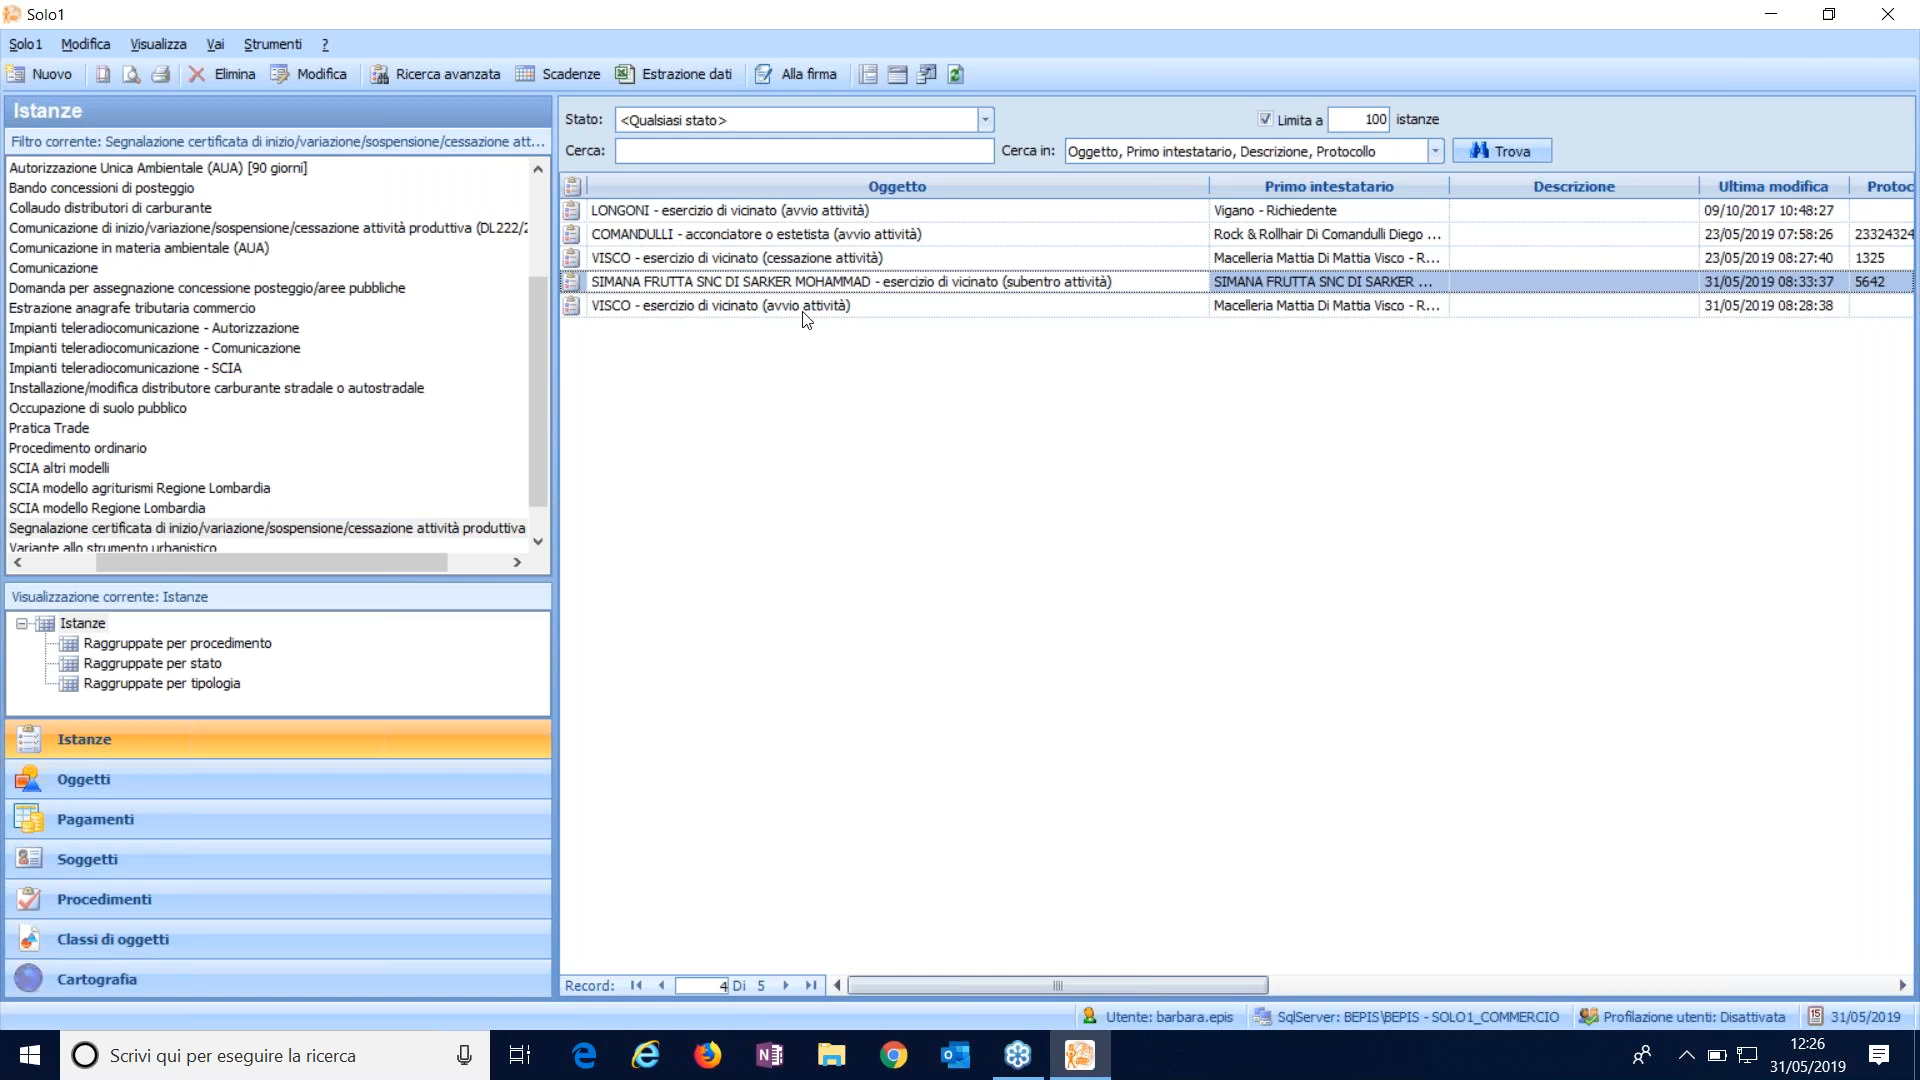 Solo1
Solo1 Modifica Visualizza Vai Strumenti ?
Nuovo Elimina Modifica Ricerca avanzata Scadenze Estrazione dati Alla firma
Istanze
Filtro corrente: Segnalazione certificata di inizio/variazione/sospensione/cessazione att...
Autorizzazione Unica Ambientale (AUA) [90 giorni]
Bando concessioni di posteggio
Collaudo distributori di carburante
Comunicazione di inizio/variazione/sospensione/cessazione attività produttiva (DL222/2
Comunicazione in materia ambientale (AUA)
Comunicazione
Domanda per assegnazione concessione posteggio/aree pubbliche
Estrazione anagrafe tributaria commercio
Impianti teleradiocomunicazione - Autorizzazione
Impianti teleradiocomunicazione - Comunicazione
Impianti teleradiocomunicazione - SCIA
Installazione/modifica distributore carburante stradale o autostradale
Occupazione di suolo pubblico
Pratica Trade
Procedimento ordinario
SCIA altri modelli
SCIA modello agriturismi Regione Lombardia
SCIA modello Regione Lombardia
Segnalazione certificata di inizio/variazione/sospensione/cessazione attività produttiva
Variante allo strumento urbanistico
Visualizzazione corrente: Istanze
Istanze
Raggruppate per procedimento
Raggruppate per stato
Raggruppate per tipologia
Istanze
Oggetti
Pagamenti
Soggetti
Procedimenti
Classi di oggetti
Cartografia
Stato: <Qualsiasi stato> Limita a 100 istanze
Cerca: Cerca in: Oggetto, Primo intestatario, Descrizione, Protocollo Trova
Oggetto Primo intestatario Descrizione Ultima modifica Protoc
LONGONI - esercizio di vicinato (avvio attività) Vigano - Richiedente 09/10/2017 10:48:27
COMANDULLI - acconciatore o estetista (avvio attività) Rock & Rollhair Di Comandulli Diego ... 23/05/2019 07:58:26 23324324
VISCO - esercizio di vicinato (cessazione attività) Macelleria Mattia Di Mattia Visco - R... 23/05/2019 08:27:40 1325
SIMANA FRUTTA SNC DI SARKER MOHAMMAD - esercizio di vicinato (subentro attività) SIMANA FRUTTA SNC DI SARKER ... 31/05/2019 08:33:37 5642
VISCO - esercizio di vicinato (avvio attività) Macelleria Mattia Di Mattia Visco - R... 31/05/2019 08:28:38
Record: 4 Di 5
Utente: barbara.epis SqlServer: BEPIS\BEPIS - SOLO1_COMMERCIO Profilazione utenti: Disattivata 15 31/05/2019
Scrivi qui per eseguire la ricerca
12:26
31/05/2019